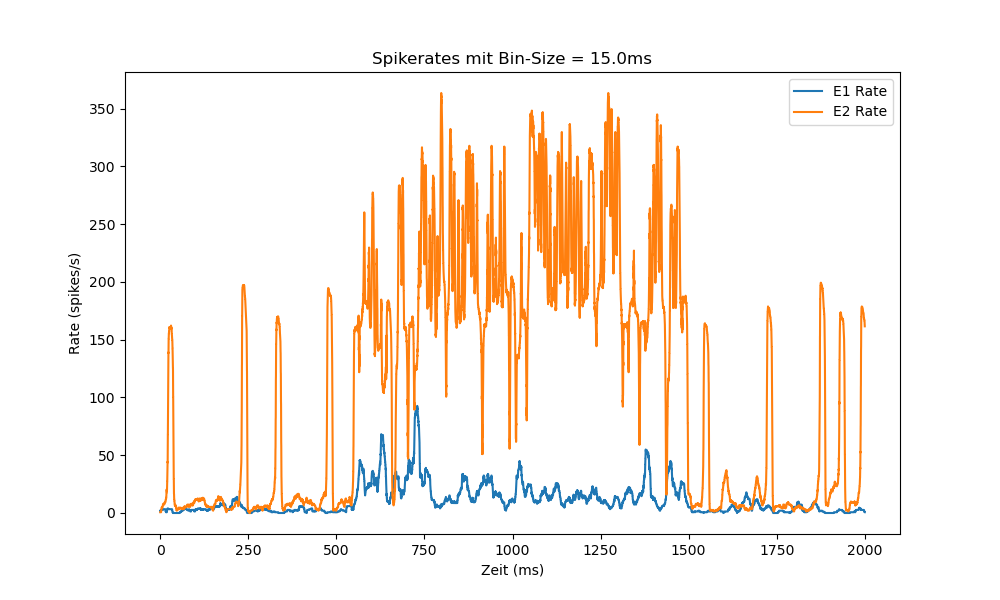 Spikerates mit Bin-Size = 15.0ms
E1 Rate
E2 Rate
350
300
250
200
150
100
50
0
Rate (spikes/s)
0 250 500 750 1000 1250 1500 1750 2000
Zeit (ms)